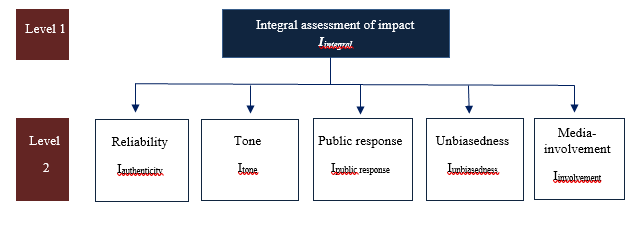 Level 1
Integral assessment of impact
Iintegral
Level
2
Reliability
Iauthenticity
Tone
Itone
Public response
Ipublic response
Unbiasedness
Iunbiasedness
Media-
involvement
Iinvolvement